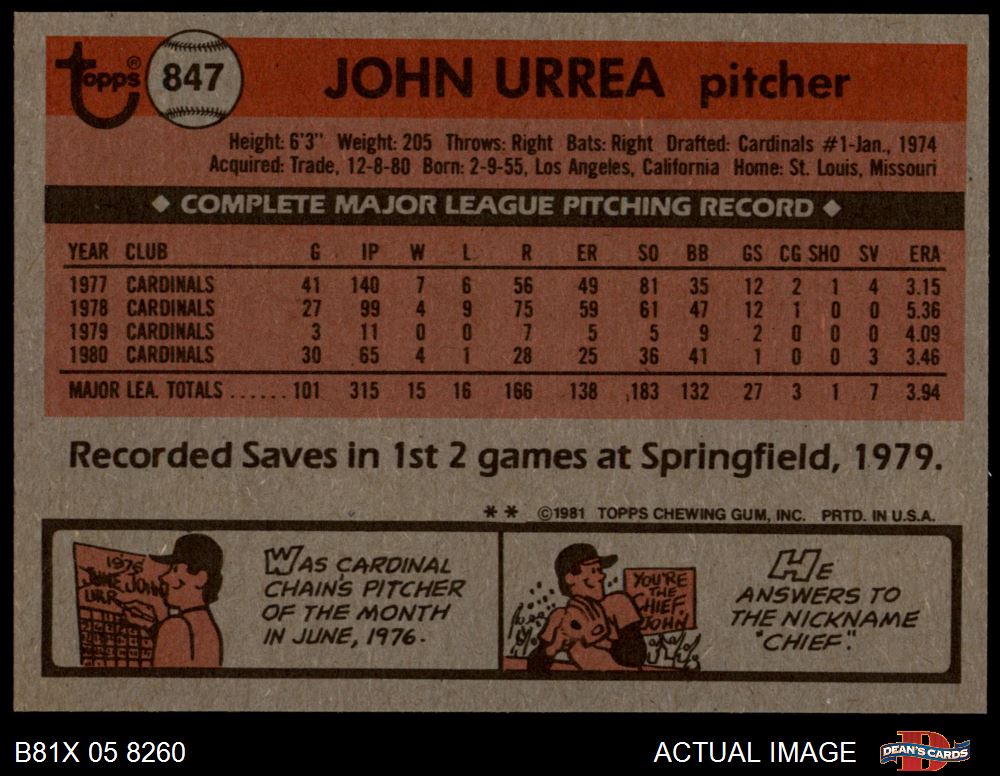 Topps®
847
JOHN URREA pitcher
Height: 6'3" Weight: 205 Throws: Right Bats: Right Drafted: Cardinals #1-Jan., 1974
Acquired: Trade, 12-8-80 Born: 2-9-55, Los Angeles, California Home: St. Louis, Missouri
◆ COMPLETE MAJOR LEAGUE PITCHING RECORD ◆
YEAR CLUB G IP W L R ER SO BB GS CG SHO SV ERA
1977 CARDINALS 41 140 7 6 56 49 81 35 12 2 1 4 3.15
1978 CARDINALS 27 99 4 9 75 59 61 47 12 1 0 0 5.36
1979 CARDINALS 3 11 0 0 7 5 5 9 2 0 0 0 4.09
1980 CARDINALS 30 65 4 1 28 25 36 41 1 0 0 3 3.46
MAJOR LEA. TOTALS ...... 101 315 15 16 166 138 183 132 27 3 1 7 3.94
Recorded Saves in 1st 2 games at Springfield, 1979.
** ©1981 TOPPS CHEWING GUM, INC. PRTD. IN U.S.A.
1976
JUNE JOHN
URR
WAS CARDINAL
CHAIN'S PITCHER
OF THE MONTH
IN JUNE, 1976.
YOU'RE
THE
CHIEF,
JOHN
HE
ANSWERS TO
THE NICKNAME
"CHIEF".
B81X 05 8260
ACTUAL IMAGE
DEAN'S CARDS